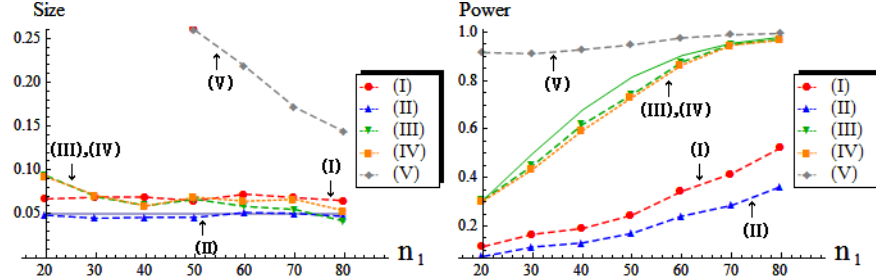 Size
0.25
0.20
0.15
0.10
0.05
(V)
(III),(IV)
(I)
(II)
20 30 40 50 60 70 80 n1
(I)
(II)
(III)
(IV)
(V)
Power
1.0
0.8
0.6
0.4
0.2
(V)
(III),(IV)
(I)
(II)
20 30 40 50 60 70 80 n1
(I)
(II)
(III)
(IV)
(V)